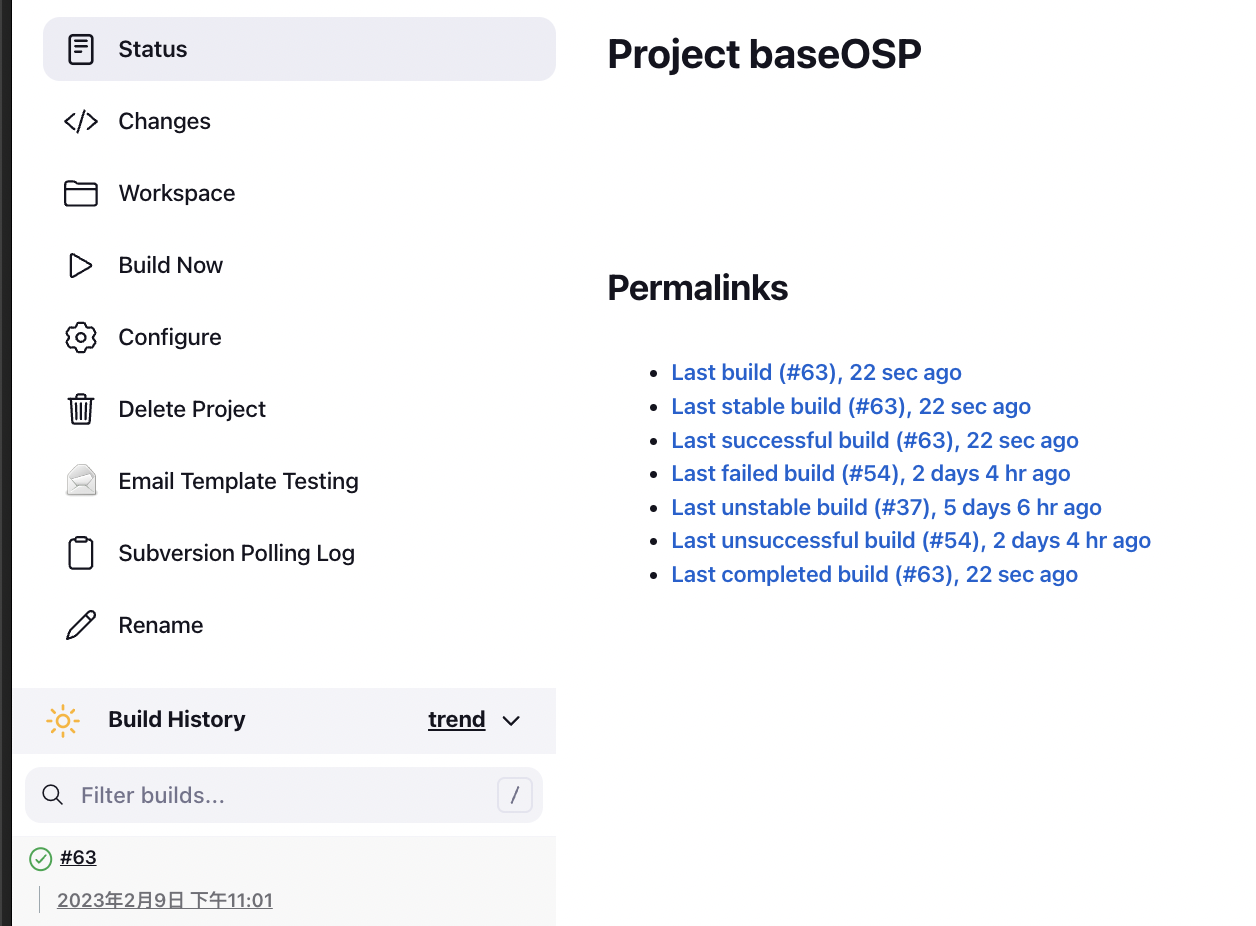 Status
Changes
Workspace
Build Now
Configure
Delete Project
Email Template Testing
Subversion Polling Log
Rename
Build History
trend
Filter builds...
/
#63
2023年2月9日 下午11:01
Project baseOSP
Permalinks
Last build (#63), 22 sec ago
Last stable build (#63), 22 sec ago
Last successful build (#63), 22 sec ago
Last failed build (#54), 2 days 4 hr ago
Last unstable build (#37), 5 days 6 hr ago
Last unsuccessful build (#54), 2 days 4 hr ago
Last completed build (#63), 22 sec ago